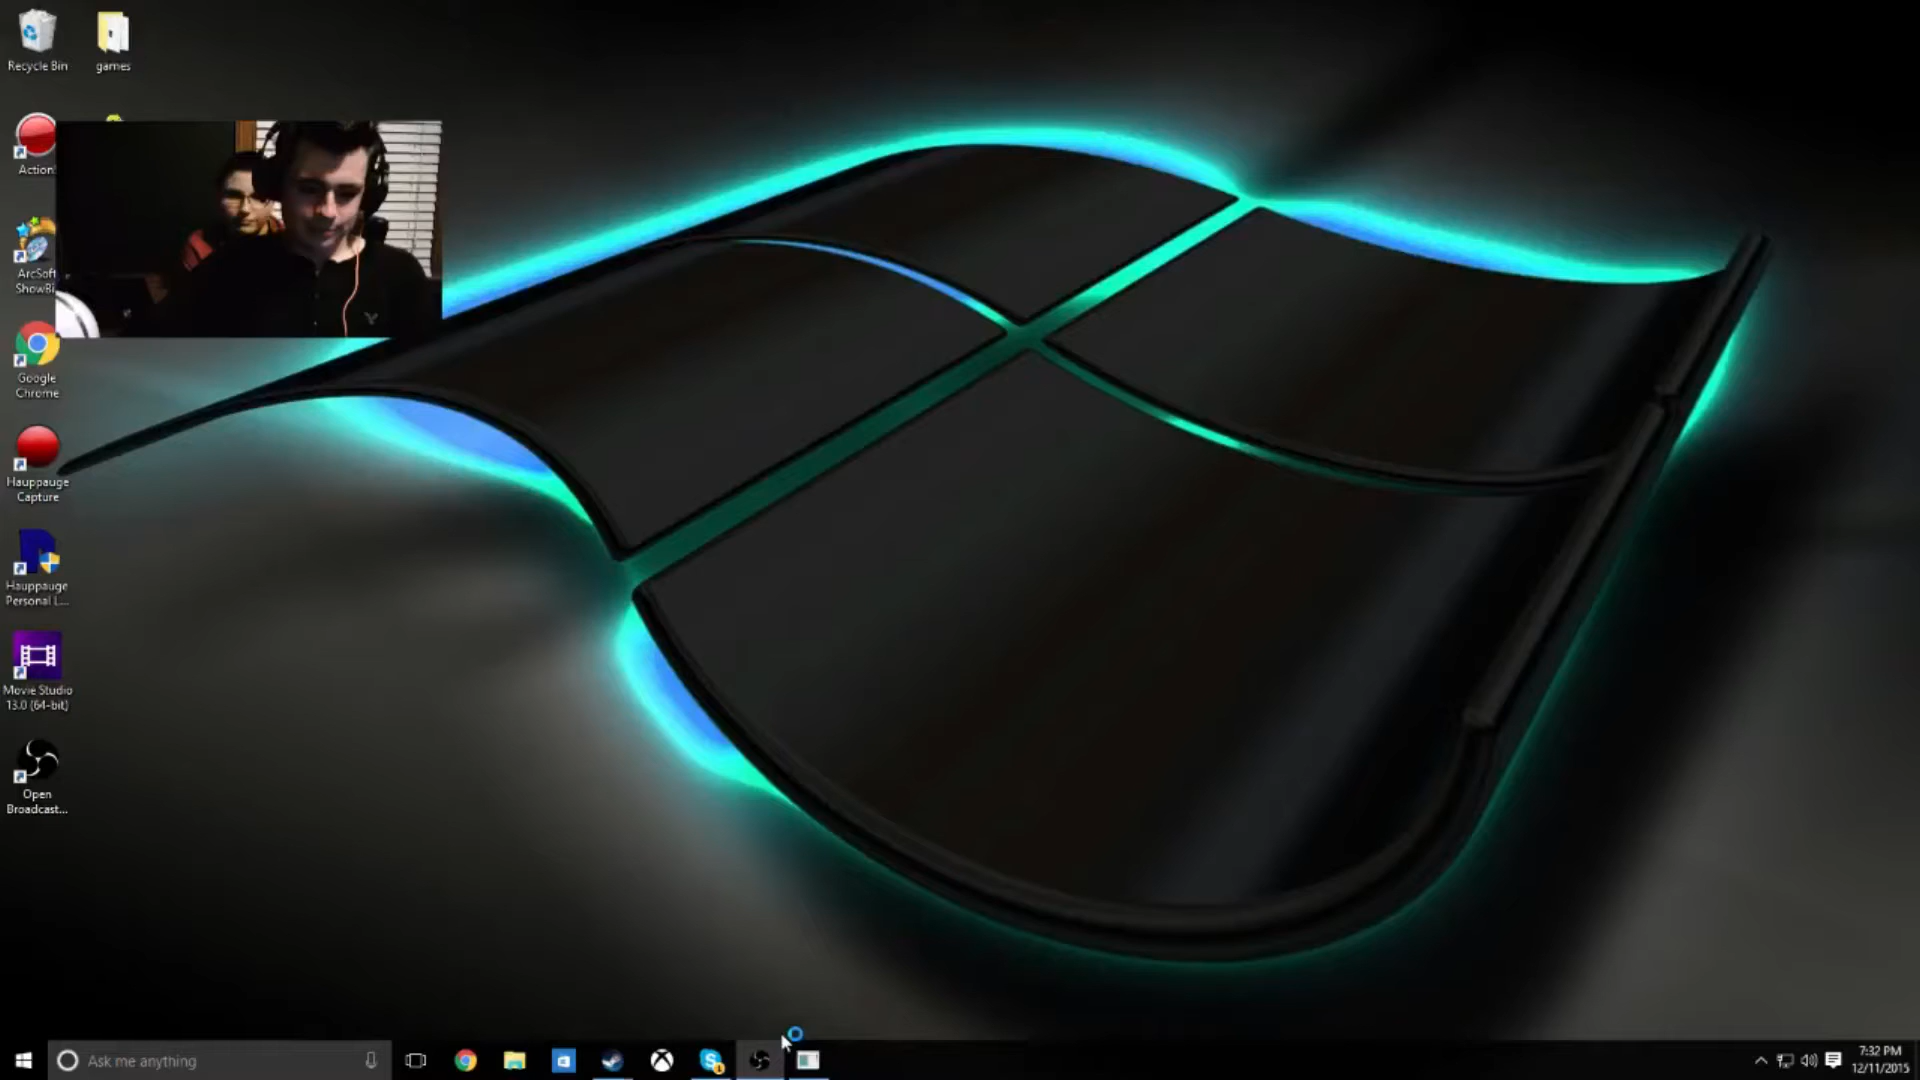 Recycle Bin
games
Action!
ArcSoft
ShowBi
Google
Chrome
Hauppauge
Capture
Hauppauge
Personal L...
Movie Studio
13.0 (64-bit)
Open
Broadcast...
Ask me anything
7:32 PM
12/11/2015